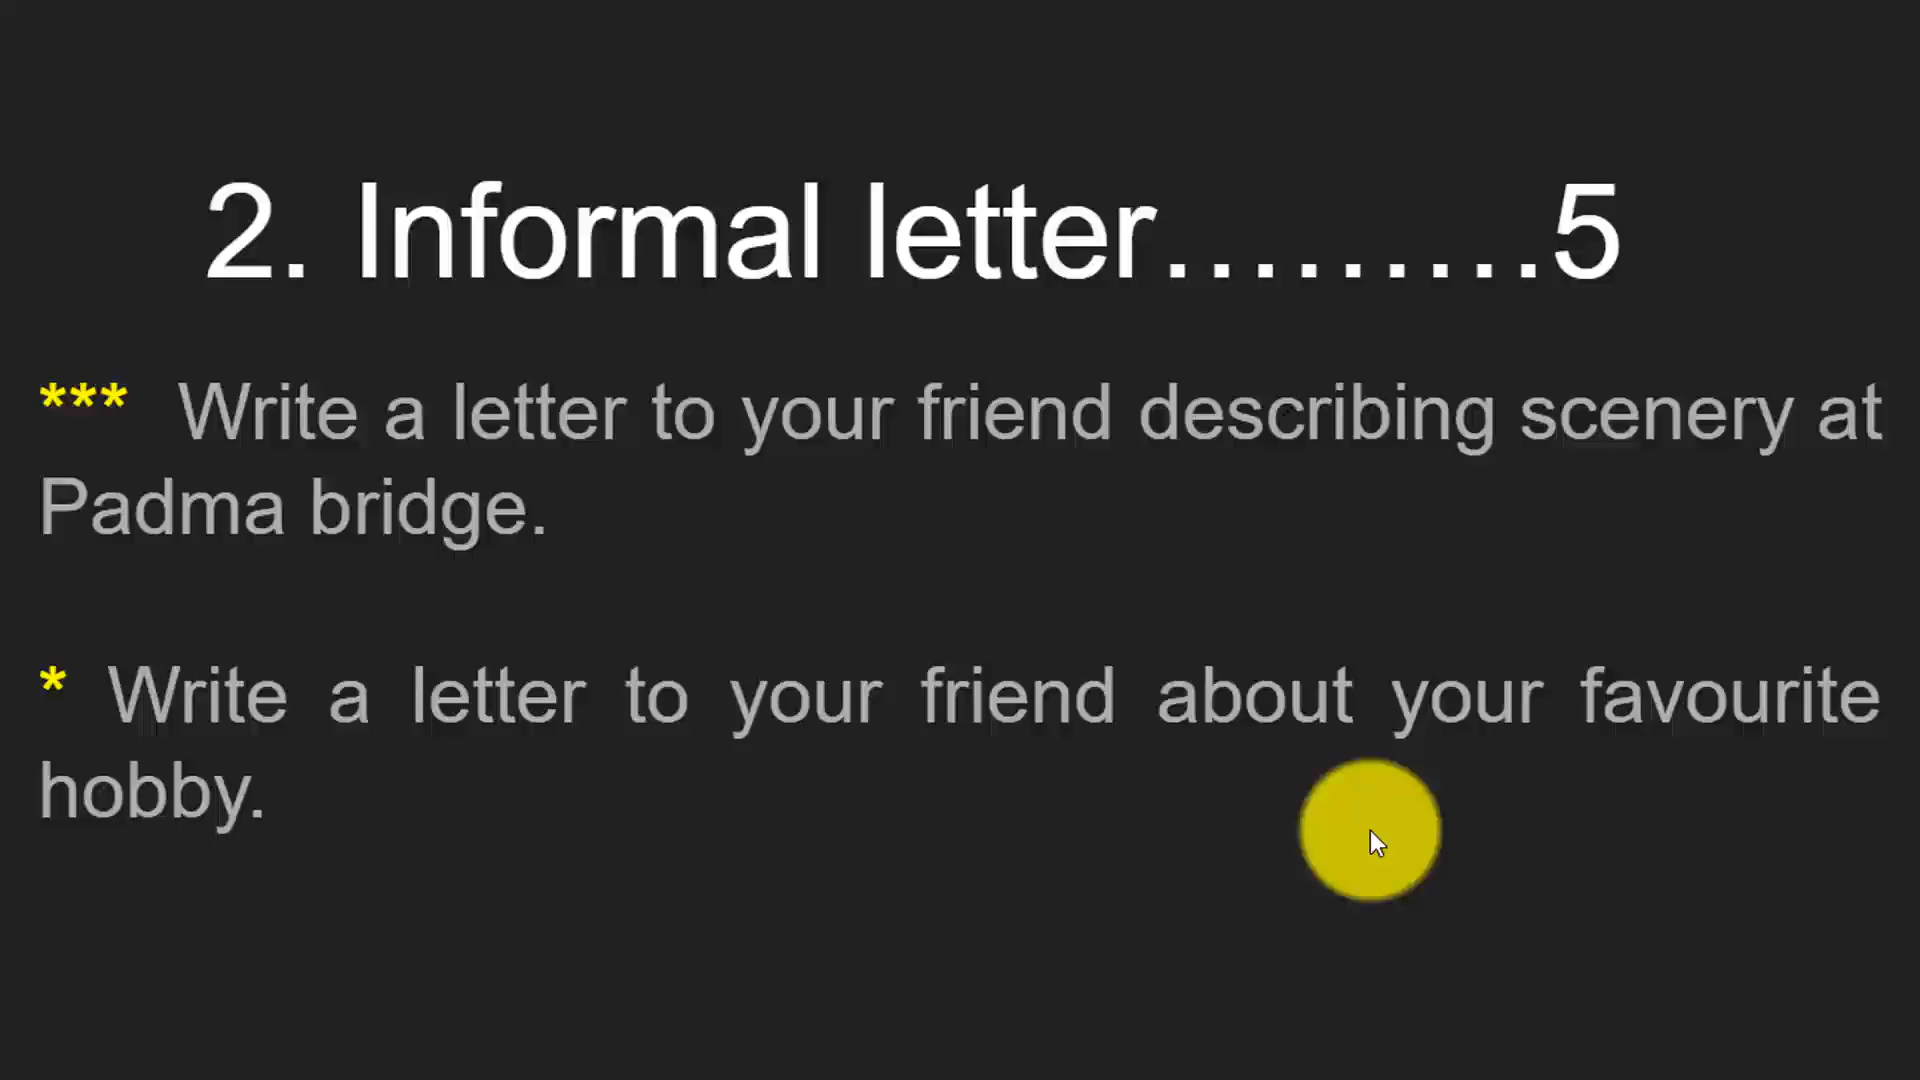 2. Informal letter.........5
*** Write a letter to your friend describing scenery at
Padma bridge.
* Write a letter to your friend about your favourite
hobby.